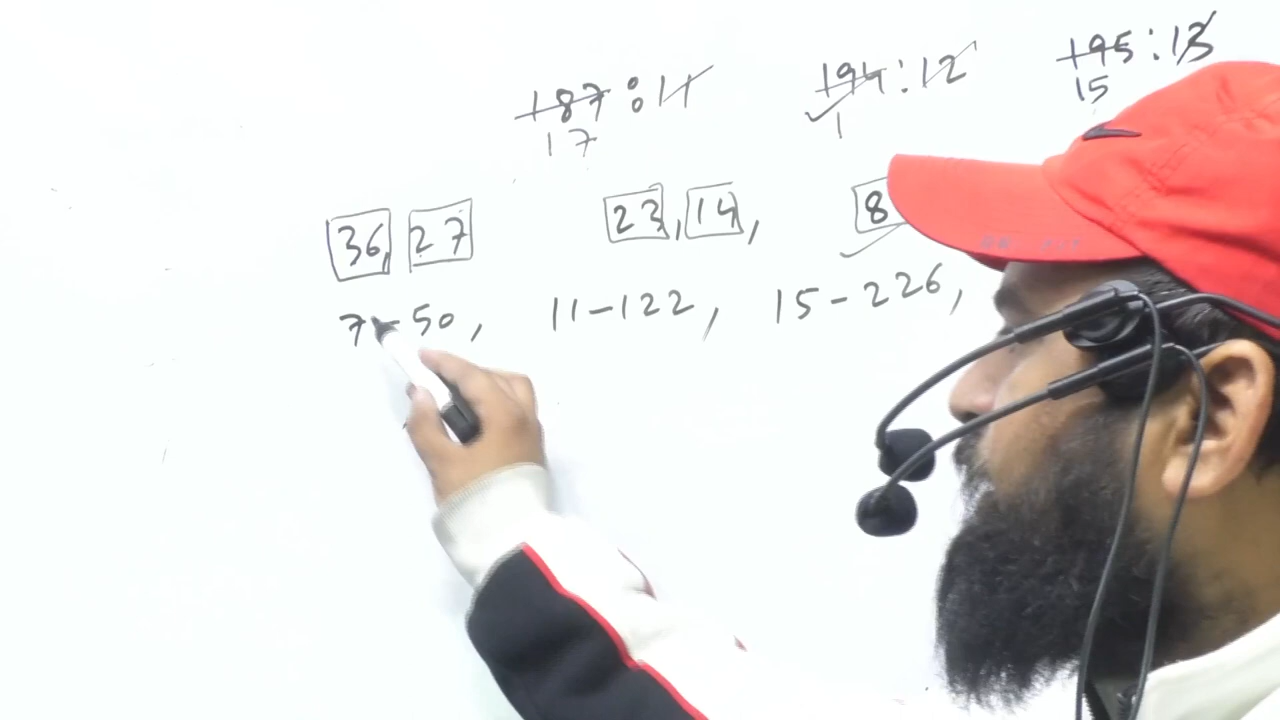 187:11 194:12 195:13
17 1 15
36, 27 23, 14, 8
7-50, 11-122, 15-226,